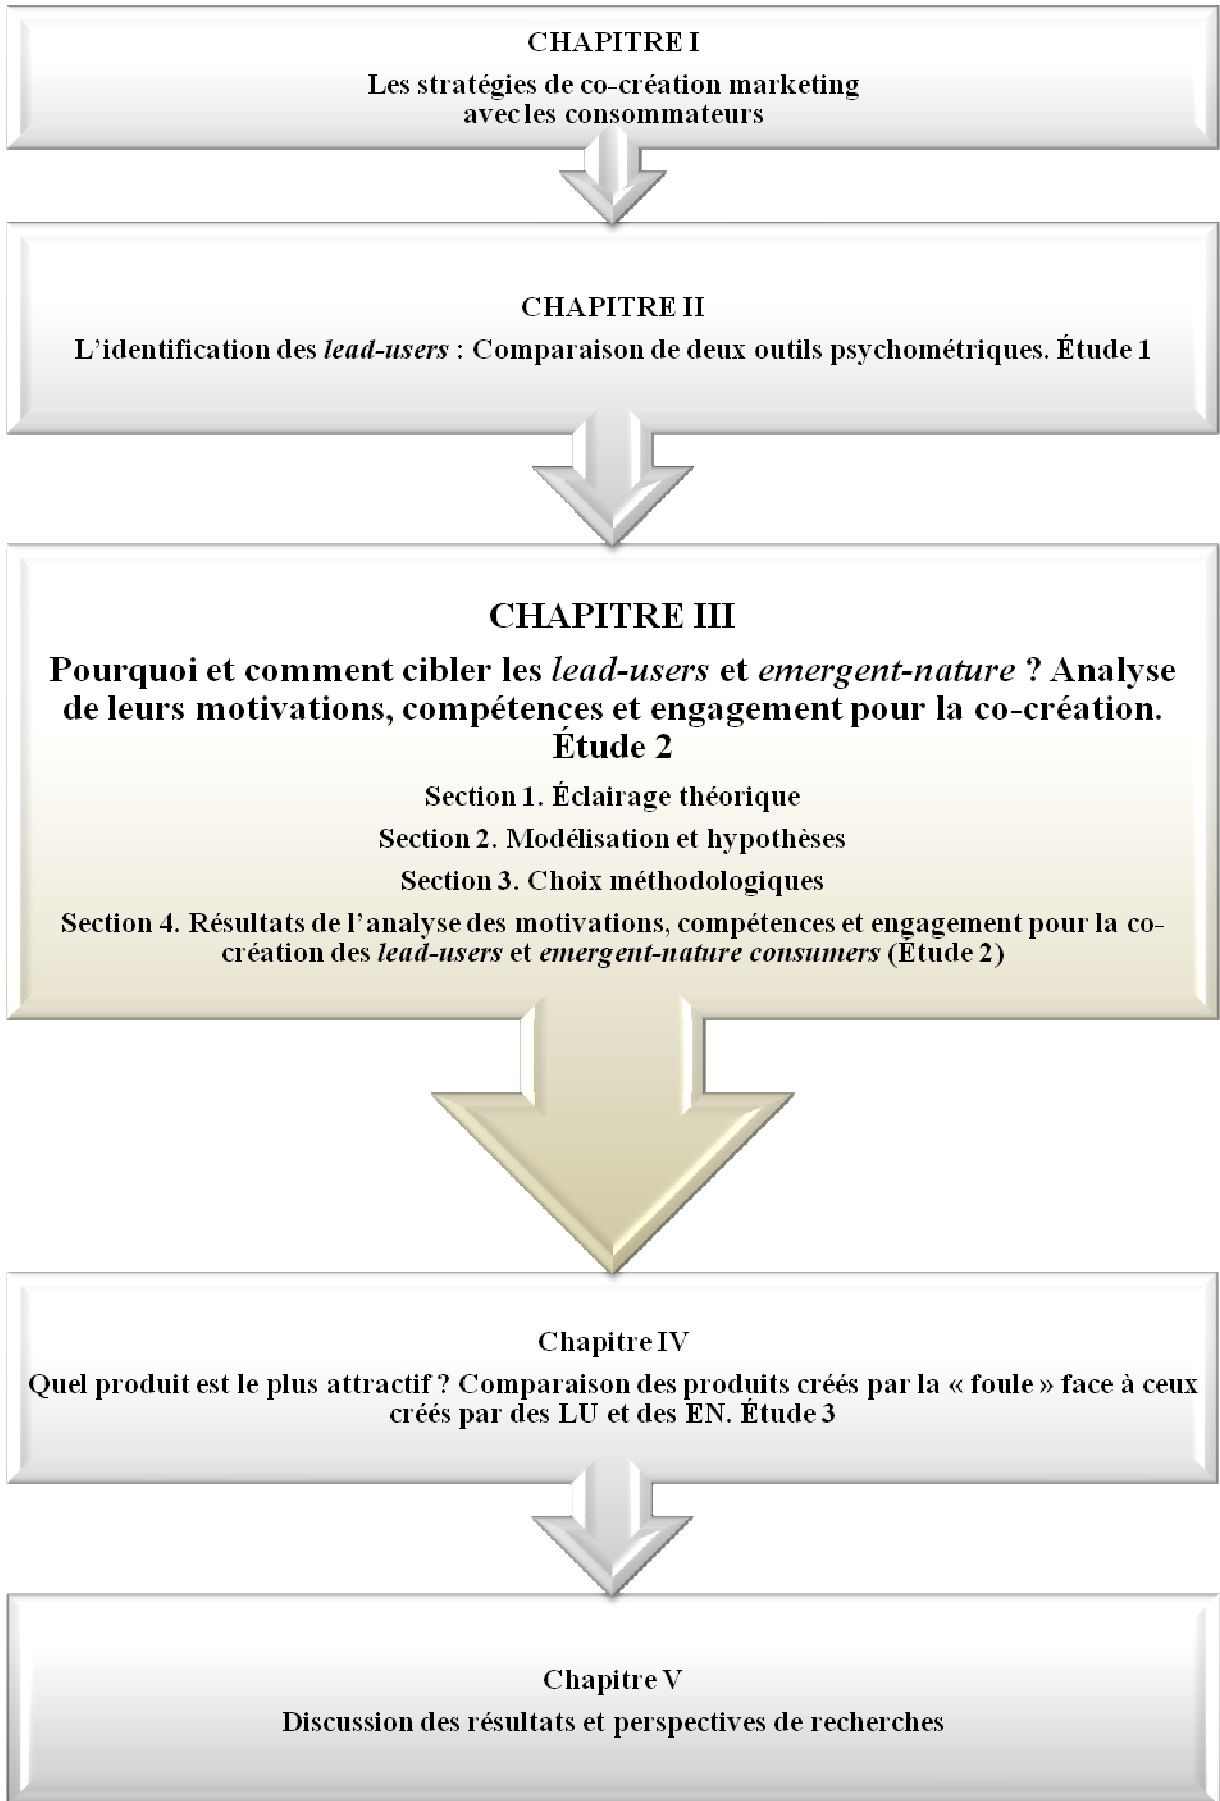 CHAPITRE I
Les stratégies de co-création marketing
avec les consommateurs
CHAPITRE II
L’identification des lead-users : Comparaison de deux outils psychométriques. Étude 1
CHAPITRE III
Pourquoi et comment cibler les lead-users et emergent-nature ? Analyse
de leurs motivations, compétences et engagement pour la co-création.
Étude 2
Section 1. Éclairage théorique
Section 2. Modélisation et hypothèses
Section 3. Choix méthodologiques
Section 4. Résultats de l’analyse des motivations, compétences et engagement pour la co-
création des lead-users et emergent-nature consumers (Étude 2)
Chapitre IV
Quel produit est le plus attractif ? Comparaison des produits créés par la « foule » face à ceux
créés par des LU et des EN. Étude 3
Chapitre V
Discussion des résultats et perspectives de recherches